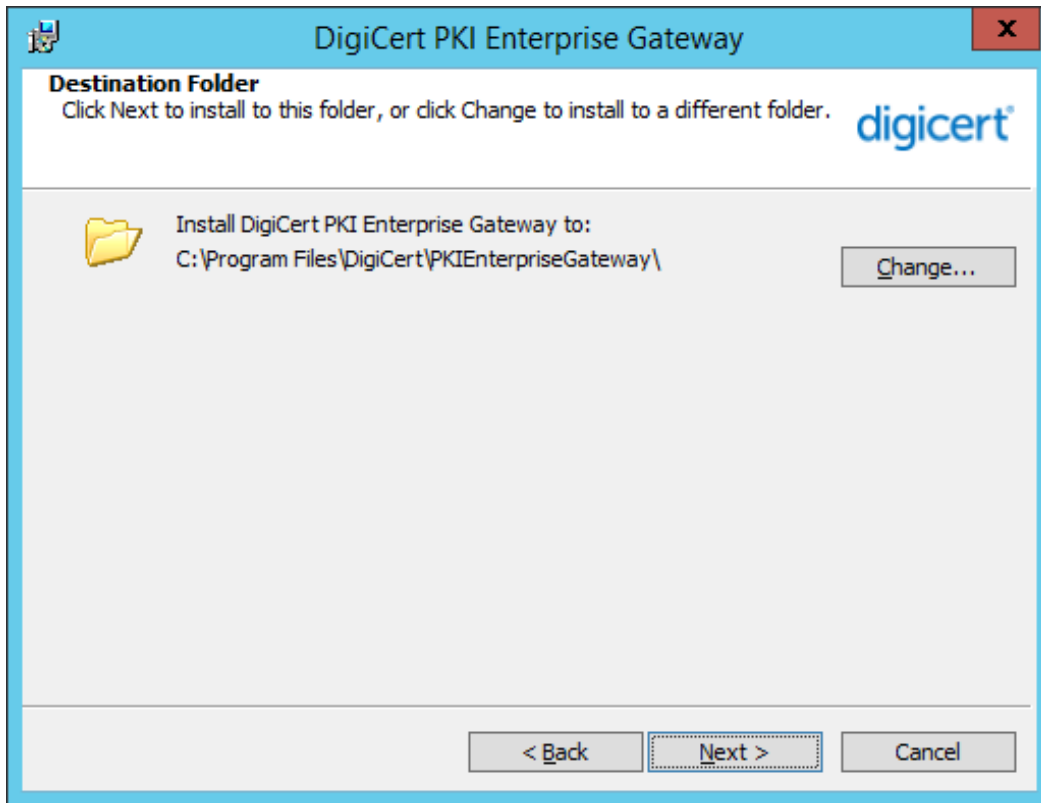 DigiCert PKI Enterprise Gateway
x
Destination Folder
Click Next to install to this folder, or click Change to install to a different folder.
digicert®
Install DigiCert PKI Enterprise Gateway to:
C:\Program Files\DigiCert\PKIEnterpriseGateway\
Change...
< Back
Next >
Cancel